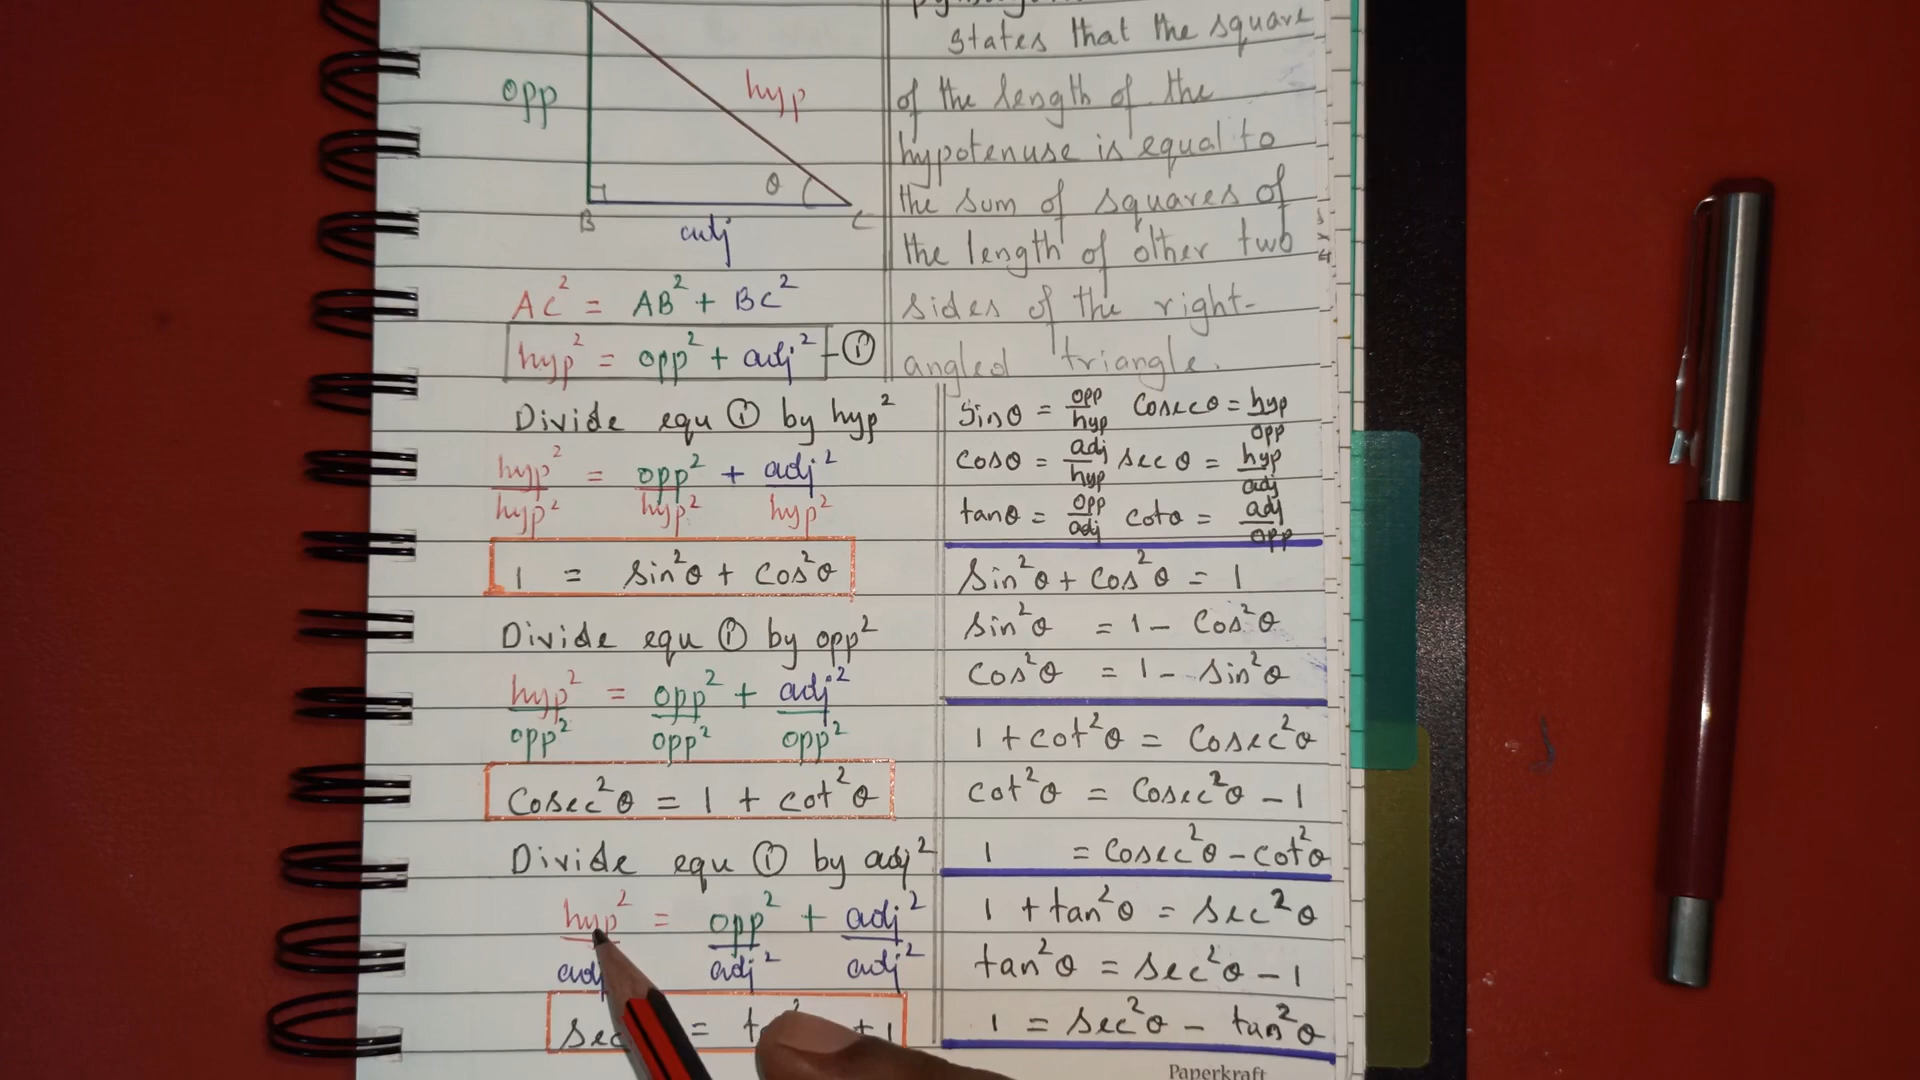 states that the square
of the length of the
hypotenuse is equal to
the sum of squares of
the length of other two
sides of the right-
angled triangle.
opp
hyp
θ
B
C
adj
AC² = AB² + BC²
hyp² = opp² + adj² - ①
Divide equ ① by hyp²
hyp²/hyp² = opp²/hyp² + adj²/hyp²
1 = sin²θ + cos²θ
Divide equ ① by opp²
hyp²/opp² = opp²/opp² + adj²/opp²
Cosec²θ = 1 + cot²θ
Divide equ ① by adj²
hyp²/adj = opp²/adj² + adj²/adj²
sec = +1
Sinθ = opp/hyp Cosecθ = hyp/opp
cosθ = adj/hyp secθ = hyp/adj
tanθ = opp/adj cotθ = adj/opp
Sin²θ + cos²θ = 1
sin²θ = 1 - Cos²θ
Cos²θ = 1 - sin²θ
1 + cot²θ = Cosec²θ
cot²θ = Cosec²θ - 1
1 = Cosec²θ - cot²θ
1 + tan²θ = sec²θ
tan²θ = sec²θ - 1
1 = sec²θ - tan²θ
Paperkraft